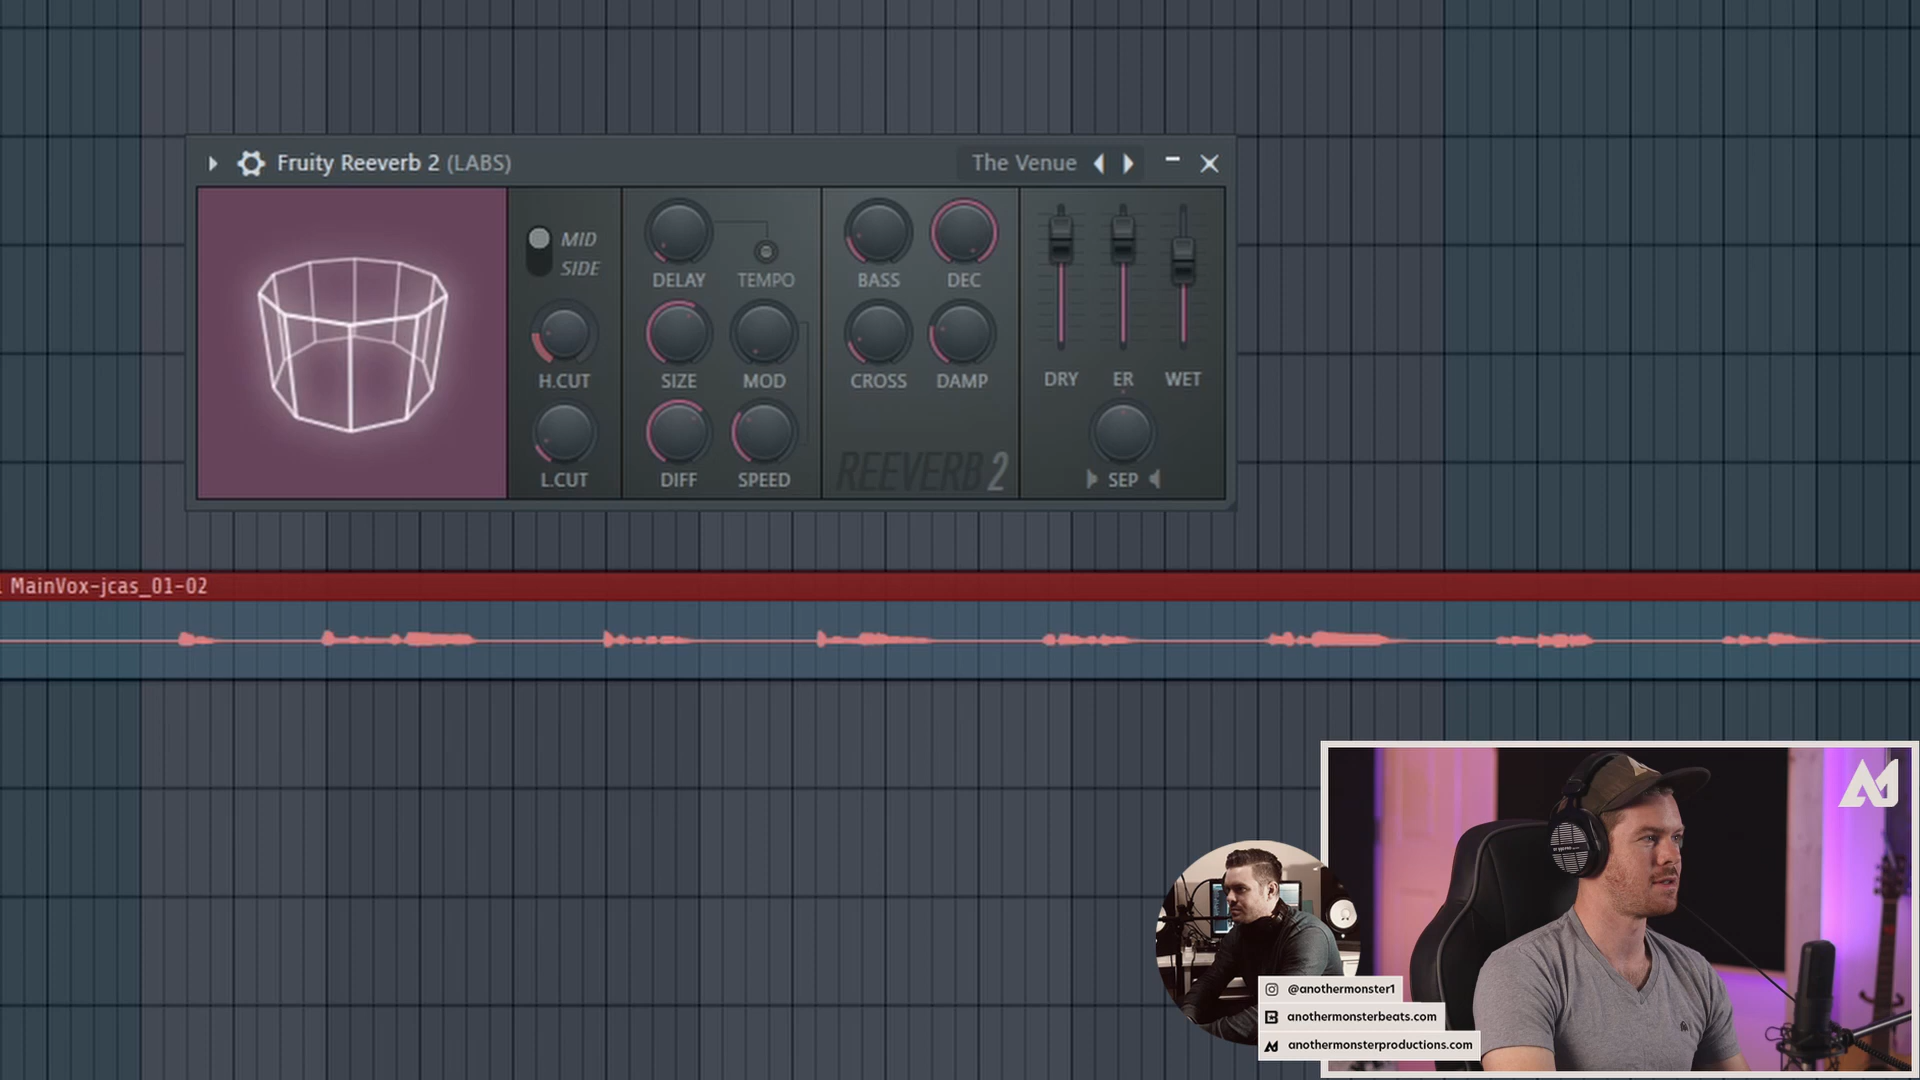 Fruity Reeverb 2 (LABS)
The Venue
MID
SIDE
DELAY
TEMPO
BASS
DEC
H.CUT
SIZE
MOD
CROSS
DAMP
DRY
ER
WET
L.CUT
DIFF
SPEED
REEVERB 2
SEP
MainVox-jcas_01-02
@anothermonster1
anothermonsterbeats.com
anothermonsterproductions.com